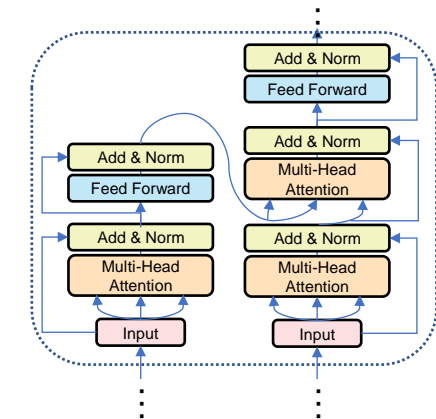 Add & Norm
Feed Forward
Add & Norm
Multi-Head
Attention
Input
Add & Norm
Feed Forward
Add & Norm
Multi-Head
Attention
Add & Norm
Multi-Head
Attention
Input